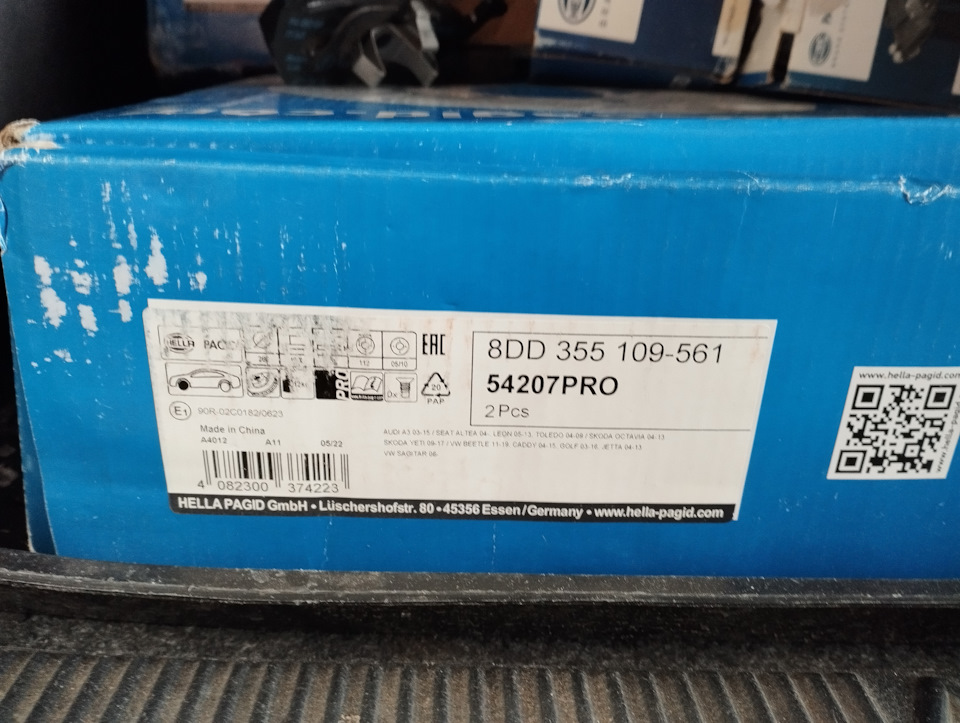 HELLA PAGID
112
05/10
PRO
20
PAP
EAC
8DD 355 109-561
54207PRO
2 Pcs
E1 90R-02C0182/0623
Made in China
A4012 A11 05/22
4 082300 374223
AUDI A3 03-15 / SEAT ALTEA 04-, LEON 05-13, TOLEDO 04-09 / SKODA OCTAVIA 04-13
SKODA YETI 09-17 / VW BEETLE 11-19, CADDY 04-15, GOLF 03-16, JETTA 04-13
VW SAGITAR 06-
HELLA PAGID GmbH • Lüschershofstr. 80 • 45356 Essen / Germany • www.hella-pagid.com
www.hella-pagid.com